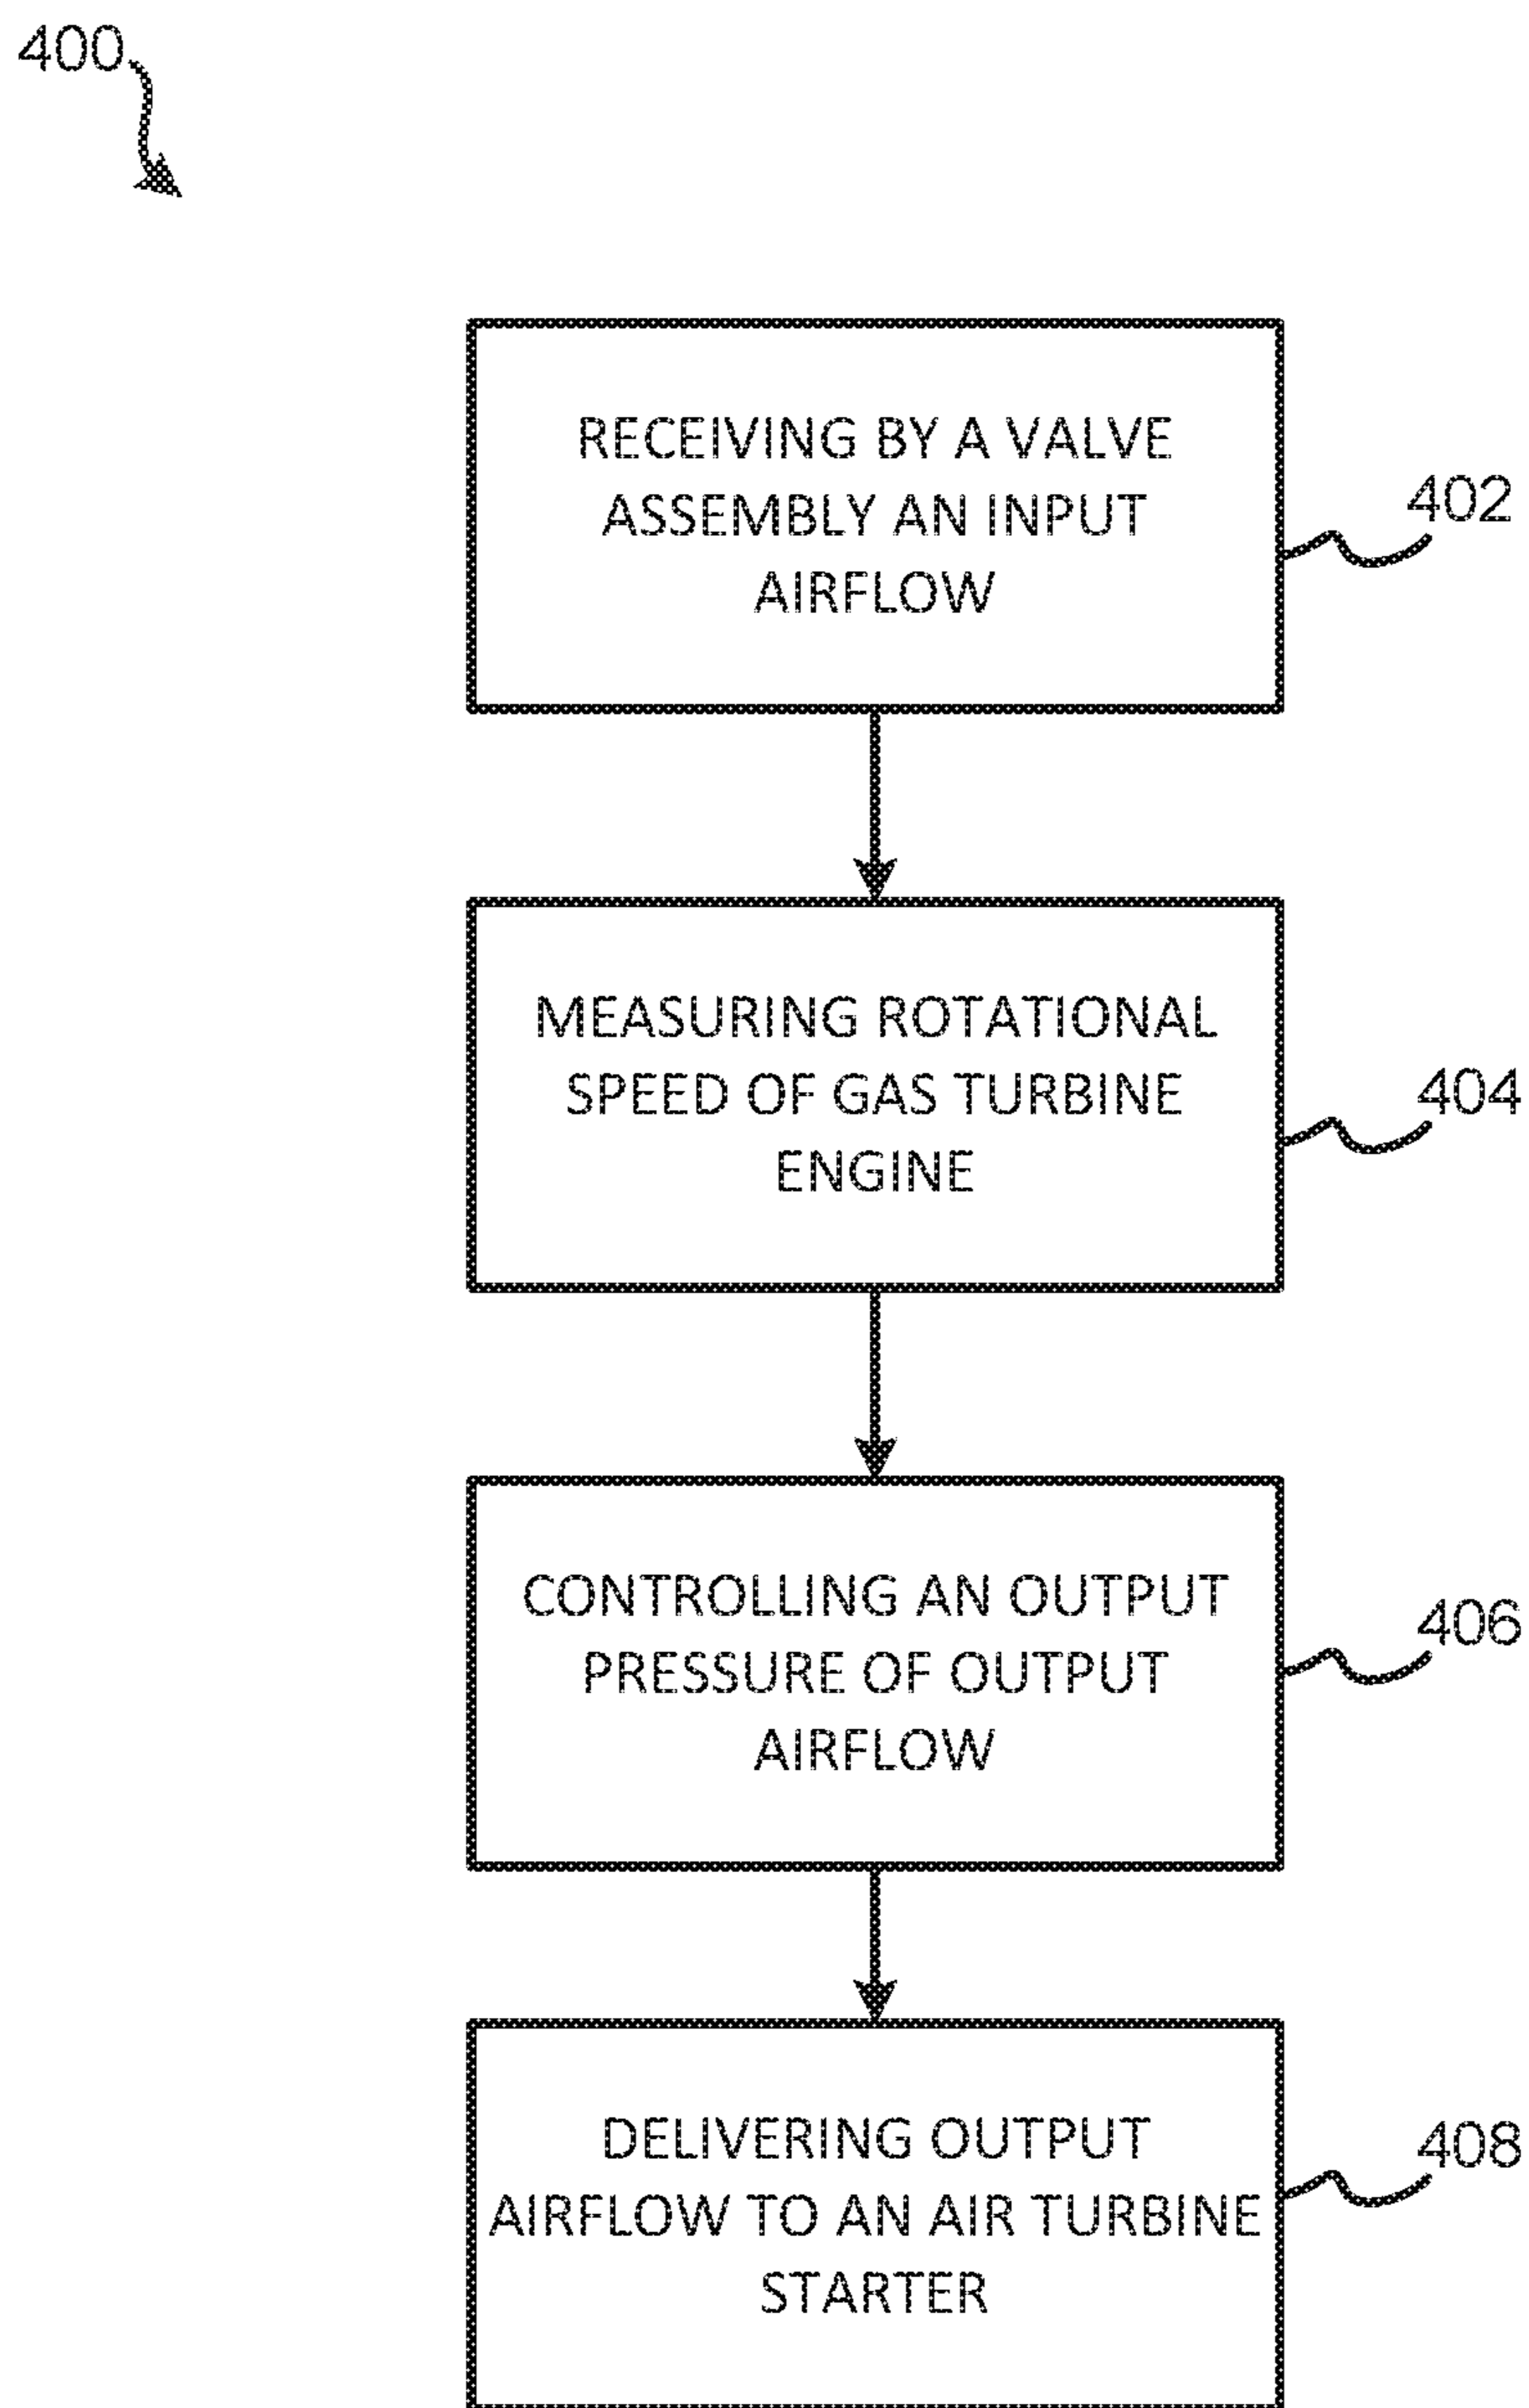 400
RECEIVING BY A VALVE
ASSEMBLY AN INPUT
AIRFLOW
402
MEASURING ROTATIONAL
SPEED OF GAS TURBINE
ENGINE
404
CONTROLLING AN OUTPUT
PRESSURE OF OUTPUT
AIRFLOW
406
DELIVERING OUTPUT
AIRFLOW TO AN AIR TURBINE
STARTER
408